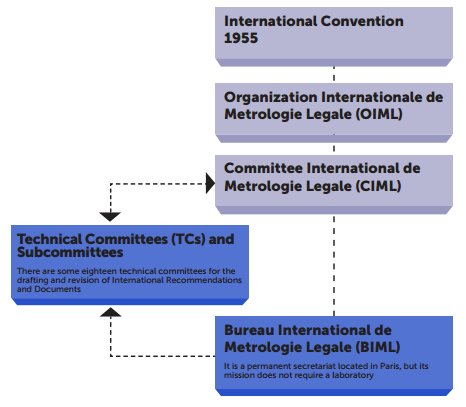 International Convention
1955
Organization Internationale de
Metrologie Legale (OIML)
Committee International de
Metrologie Legale (CIML)
Technical Committees (TCs) and
Subcommittees
There are some eighteen technical committees for the
drafting and revision of International Recommendations
and Documents
Bureau International de
Metrologie Legale (BIML)
It is a permanent secretariat located in Paris, but its
mission does not require a laboratory